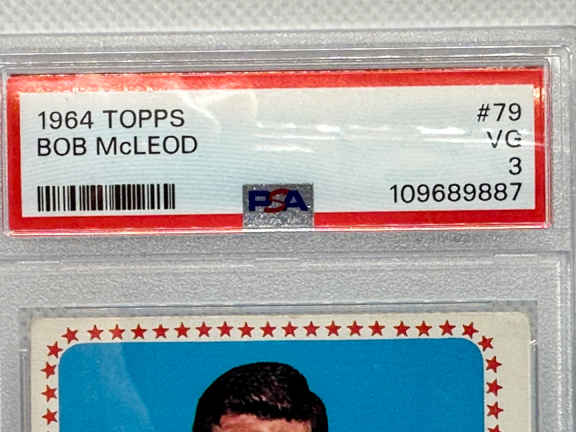 1964 TOPPS #79
BOB McLEOD VG
3
PSA 109689887